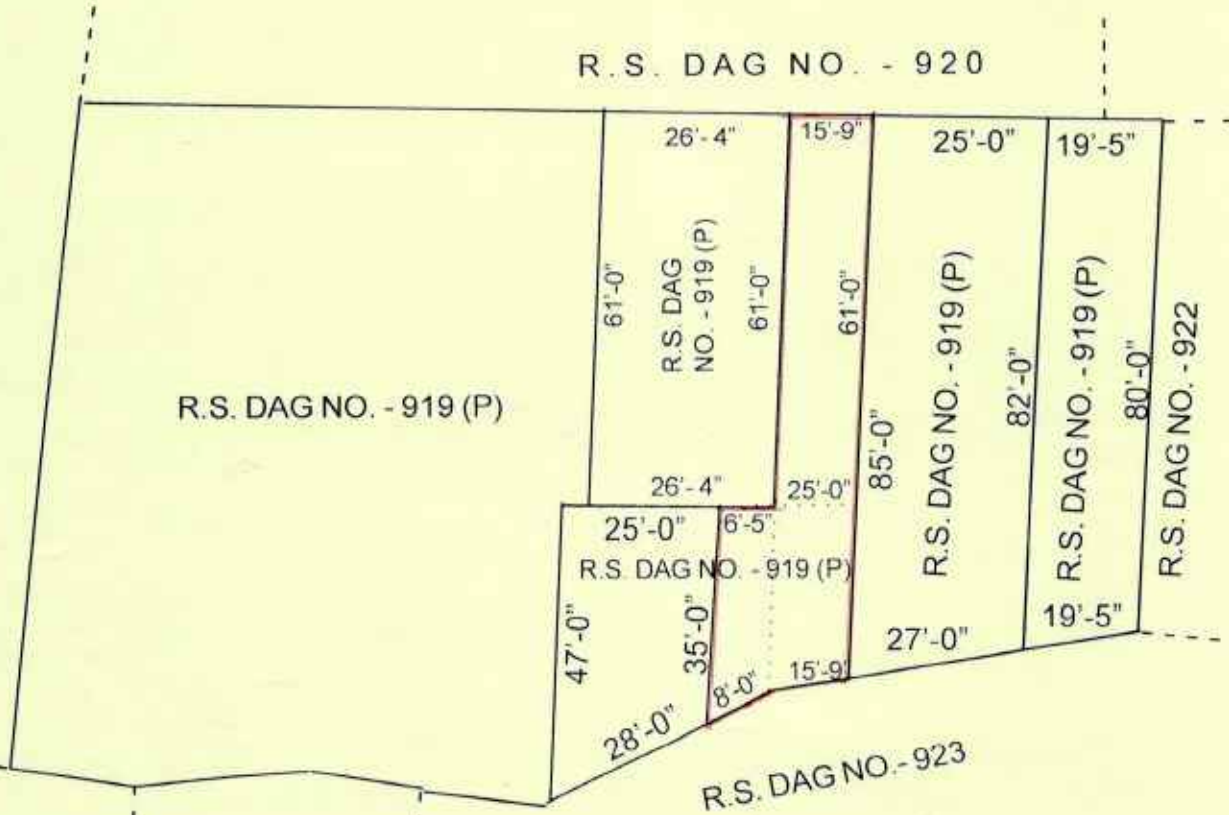 R.S. DAG NO. - 920
26'-4"
15'-9"
25'-0"
19'-5"
R.S. DAG
NO. - 919 (P)
61'-0"
61'-0"
61'-0"
R.S. DAG NO. - 919 (P)
85'-0"
R.S. DAG NO. - 919 (P)
82'-0"
R.S. DAG NO. - 919 (P)
80'-0"
R.S. DAG NO. - 922
26'-4"
25'-0"
25'-0"
6'-5"
R.S. DAG NO. - 919 (P)
47'-0"
35'-0"
19'-5"
27'-0"
15'-9'
8'-0"
28'-0"
R.S. DAG NO.- 923